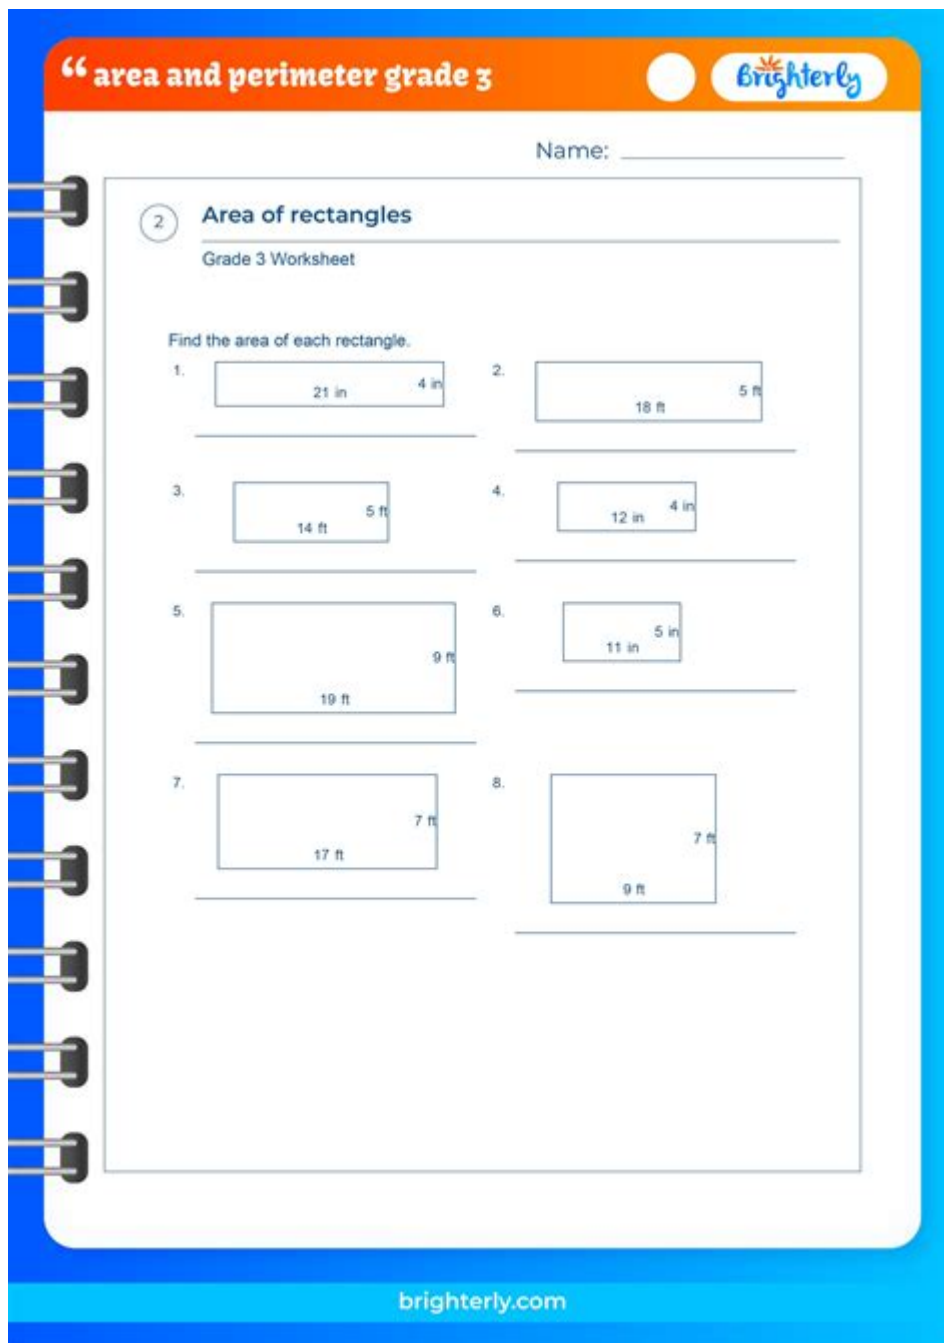 “ area and perimeter grade 3
Brighterly
Name:
2
Area of rectangles
Grade 3 Worksheet
Find the area of each rectangle.
1.
21 in
4 in
2.
18 ft
5 ft
3.
14 ft
5 ft
4.
12 in
4 in
5.
19 ft
9 ft
6.
11 in
5 in
7.
17 ft
7 ft
8.
9 ft
7 ft
brighterly.com